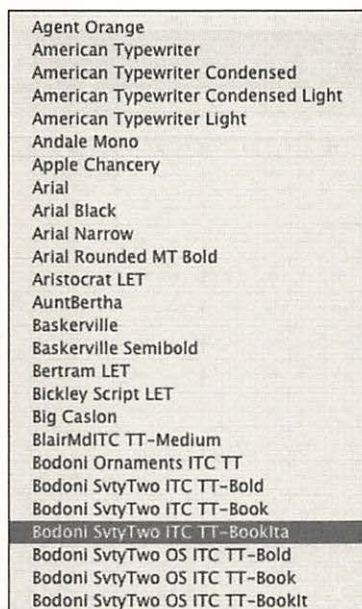 Agent Orange
American Typewriter
American Typewriter Condensed
American Typewriter Condensed Light
American Typewriter Light
Andale Mono
Apple Chancery
Arial
Arial Black
Arial Narrow
Arial Rounded MT Bold
Aristocrat LET
AuntBertha
Baskerville
Baskerville Semibold
Bertram LET
Bickley Script LET
Big Caslon
BlairMdITC TT-Medium
Bodoni Ornaments ITC TT
Bodoni SvtyTwo ITC TT-Bold
Bodoni SvtyTwo ITC TT-Book
Bodoni SvtyTwo ITC TT-BookIta
Bodoni SvtyTwo OS ITC TT-Bold
Bodoni SvtyTwo OS ITC TT-Book
Bodoni SvtyTwo OS ITC TT-BookIt